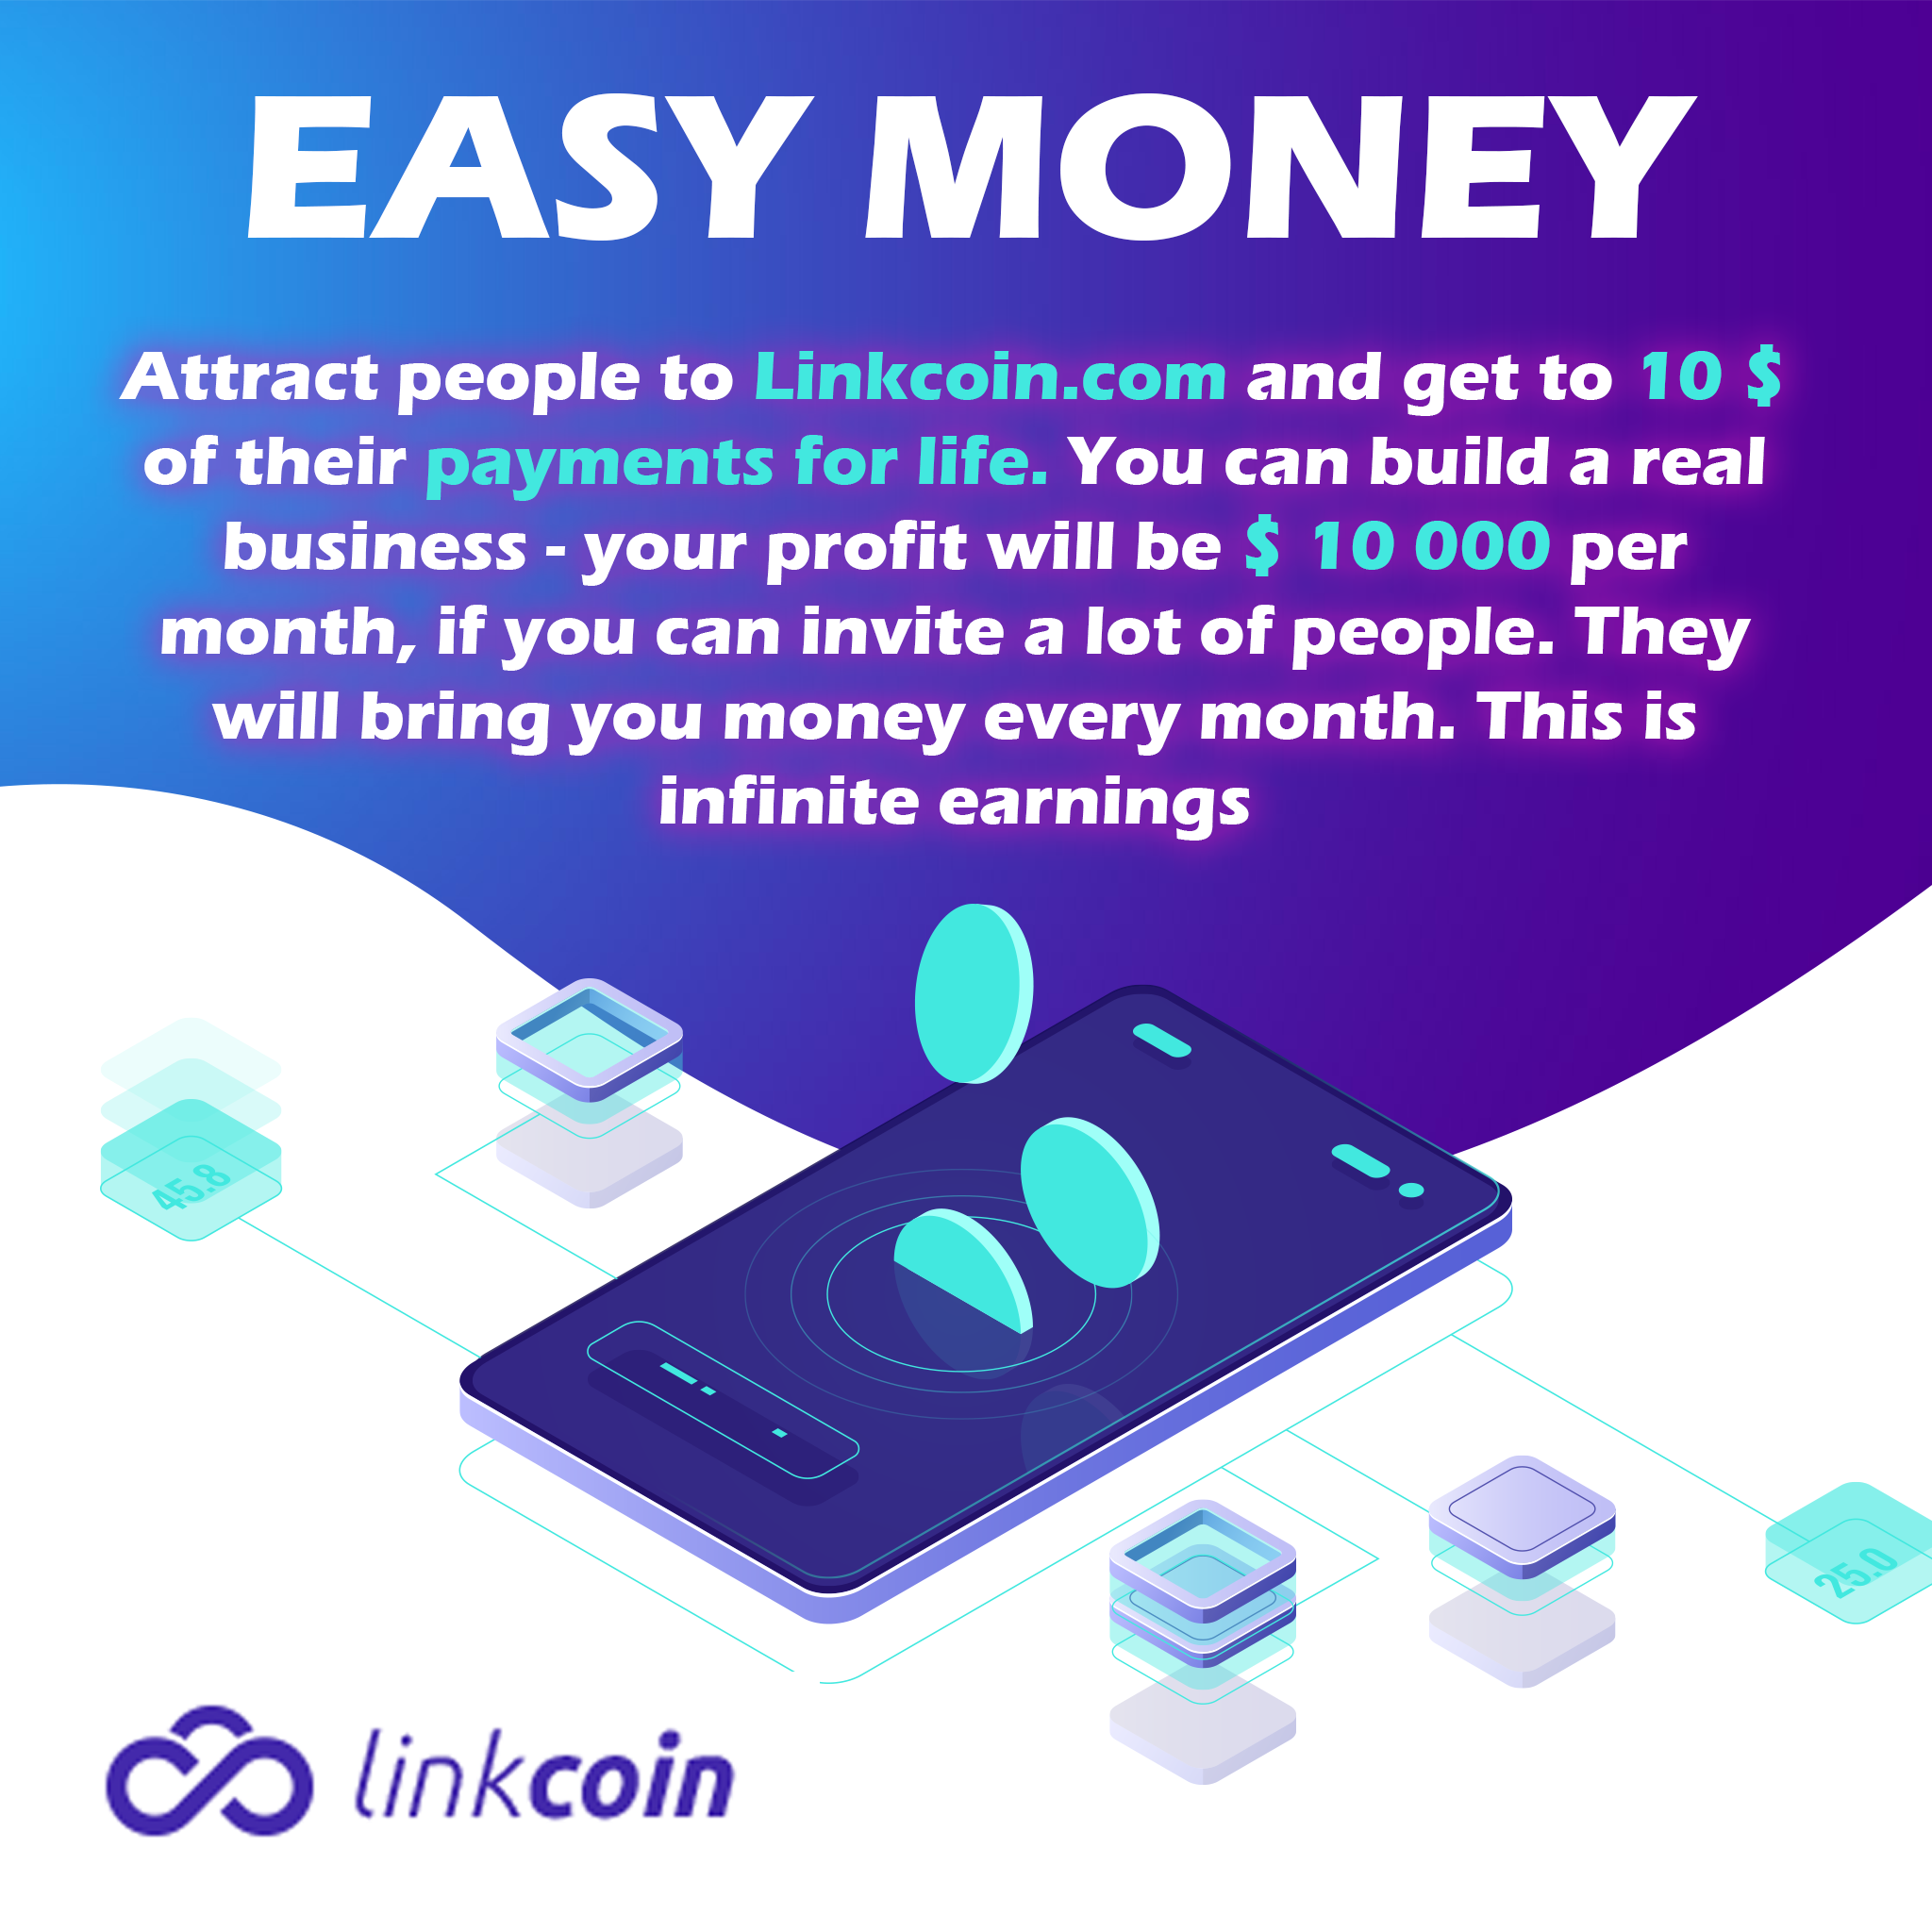 EASY MONEY
Attract people to Linkcoin.com and get to 10 $
of their payments for life. You can build a real
business - your profit will be $ 10 000 per
month, if you can invite a lot of people. They
will bring you money every month. This is
infinite earnings
45.8
25.0
linkcoin